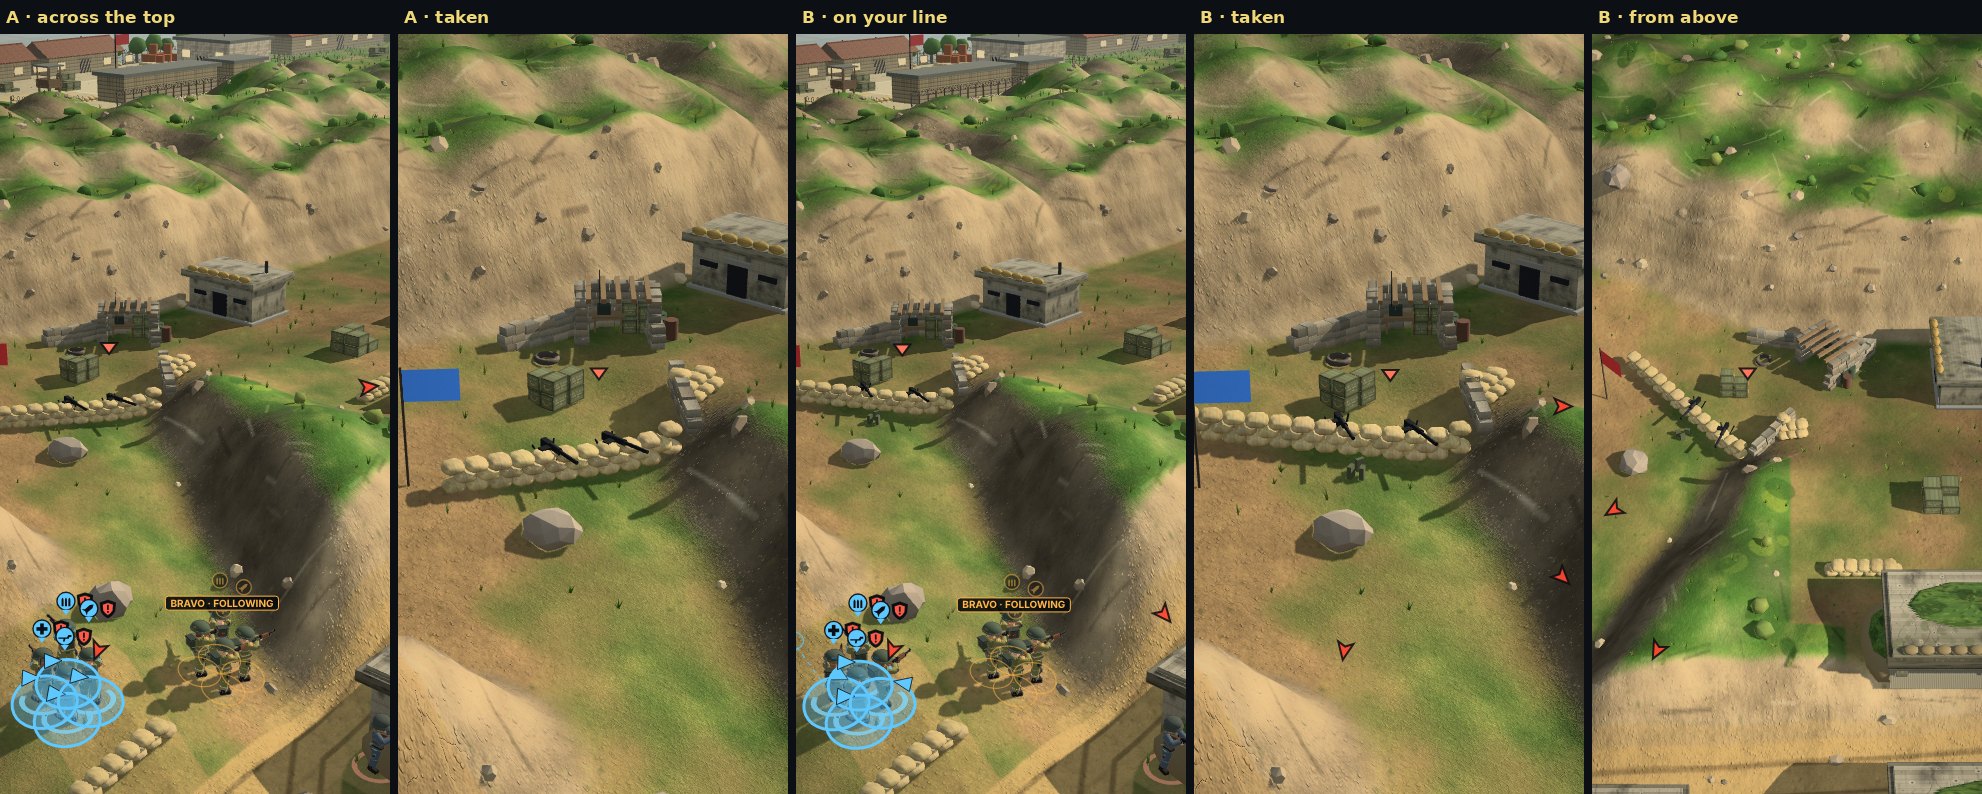 A · across the top
A · taken
B · on your line
B · taken
B · from above
BRAVO · FOLLOWING
BRAVO · FOLLOWING